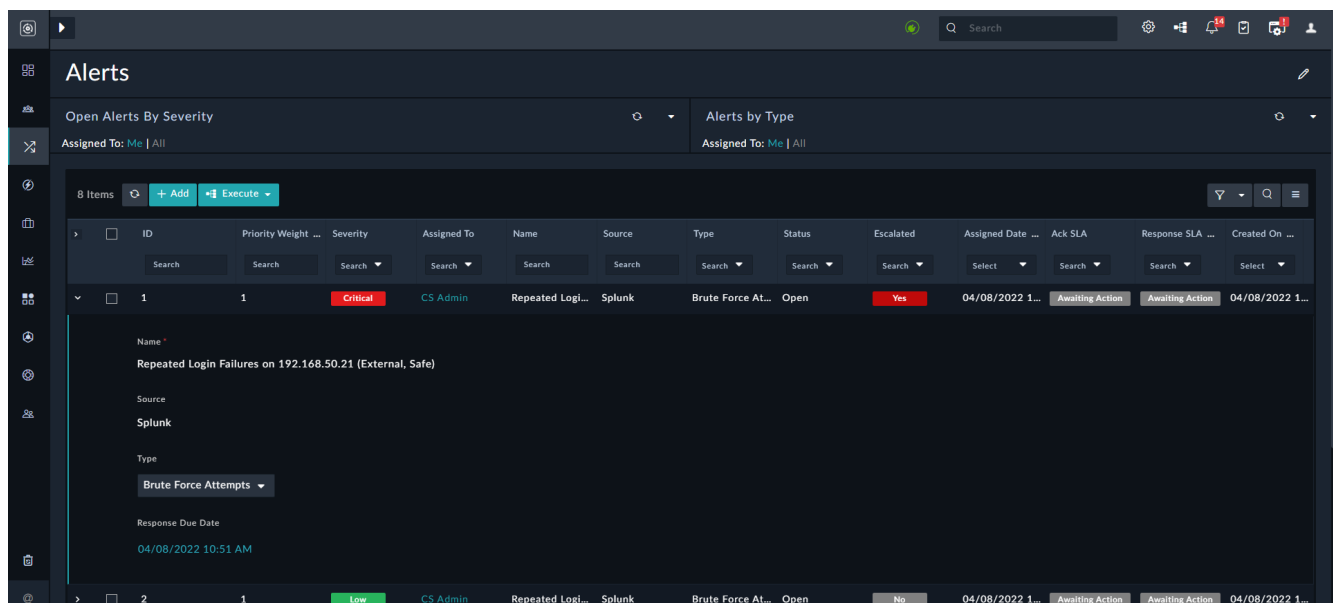 14
!
Search
Alerts
Open Alerts By Severity
Alerts by Type
Assigned To: Me | All
Assigned To: Me | All
8 Items
+ Add
Execute
ID Priority Weight ... Severity Assigned To Name Source Type Status Escalated Assigned Date ... Ack SLA Response SLA ... Created On ...
Search Search Search Search Search Search Search Search Search Select Search Search Select
1 1 Critical CS Admin Repeated Logi... Splunk Brute Force At... Open Yes 04/08/2022 1... Awaiting Action Awaiting Action 04/08/2022 1...
Name *
Repeated Login Failures on 192.168.50.21 (External, Safe)
Source
Splunk
Type
Brute Force Attempts
Response Due Date
04/08/2022 10:51 AM
@
2 1 Low CS Admin Repeated Logi... Splunk Brute Force At... Open No 04/08/2022 1... Awaiting Action Awaiting Action 04/08/2022 1...